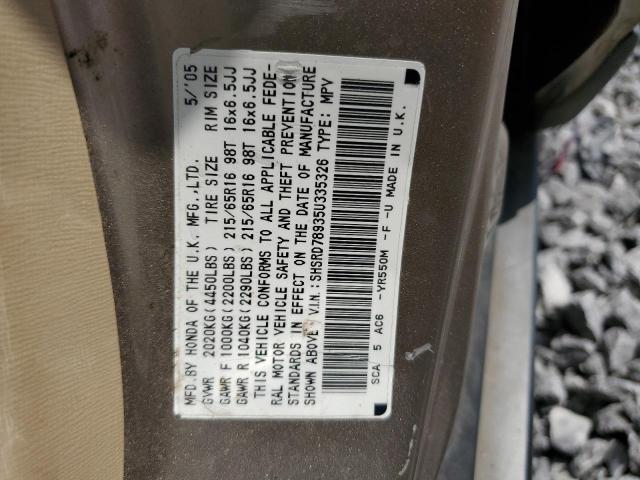 MFD.BY HONDA OF THE U.K. MFG.,LTD. 5/'05
GVWR 2020KG(4450LBS) TIRE SIZE RIM SIZE
GAWR F 1000KG(2200LBS) 215/65R16 98T 16x6.5JJ
GAWR R 1040KG(2290LBS) 215/65R16 98T 16x6.5JJ
THIS VEHICLE CONFORMS TO ALL APPLICABLE FEDE-
RAL MOTOR VEHICLE SAFETY AND THEFT PREVENTION
STANDARDS IN EFFECT ON THE DATE OF MANUFACTURE
SHOWN ABOVE. V.I.N.:SHSRD78935U335326 TYPE: MPV
SCA 5 AC6 -YR550M -F -U MADE IN U.K.